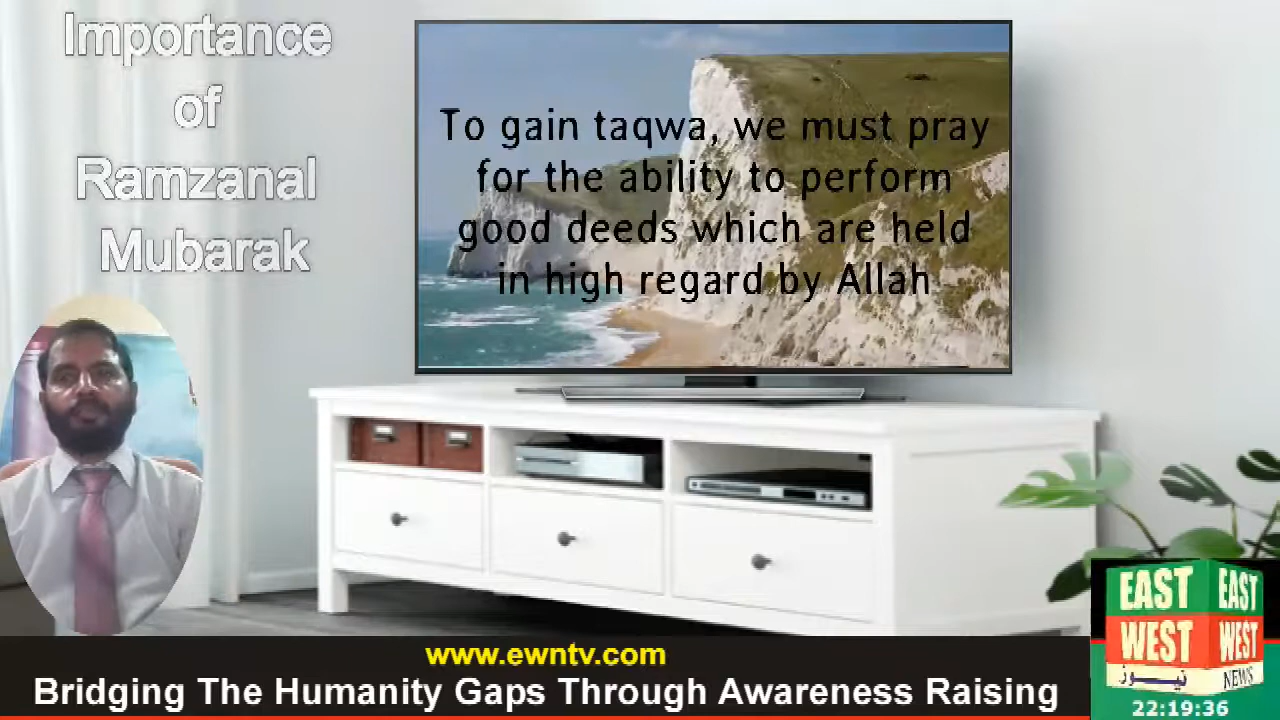 Importance
of
Ramzanal
Mubarak
To gain taqwa, we must pray
for the ability to perform
good deeds which are held
in high regard by Allah
www.ewntv.com
Bridging The Humanity Gaps Through Awareness Raising
EAST
WEST
نیوز
EAST
WEST
NEWS
22:19:36